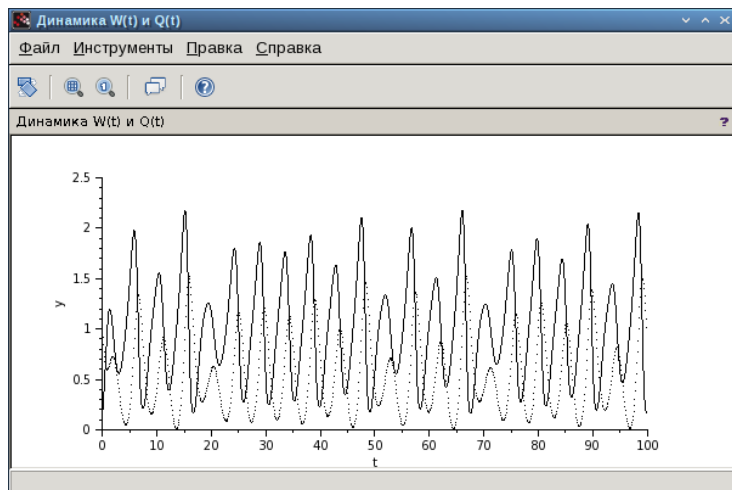 Динамика W(t) и Q(t)
Файл Инструменты Правка Справка
Динамика W(t) и Q(t) ?
2.5
2
1.5
1
0.5
0
y
0 10 20 30 40 50 60 70 80 90 100
t